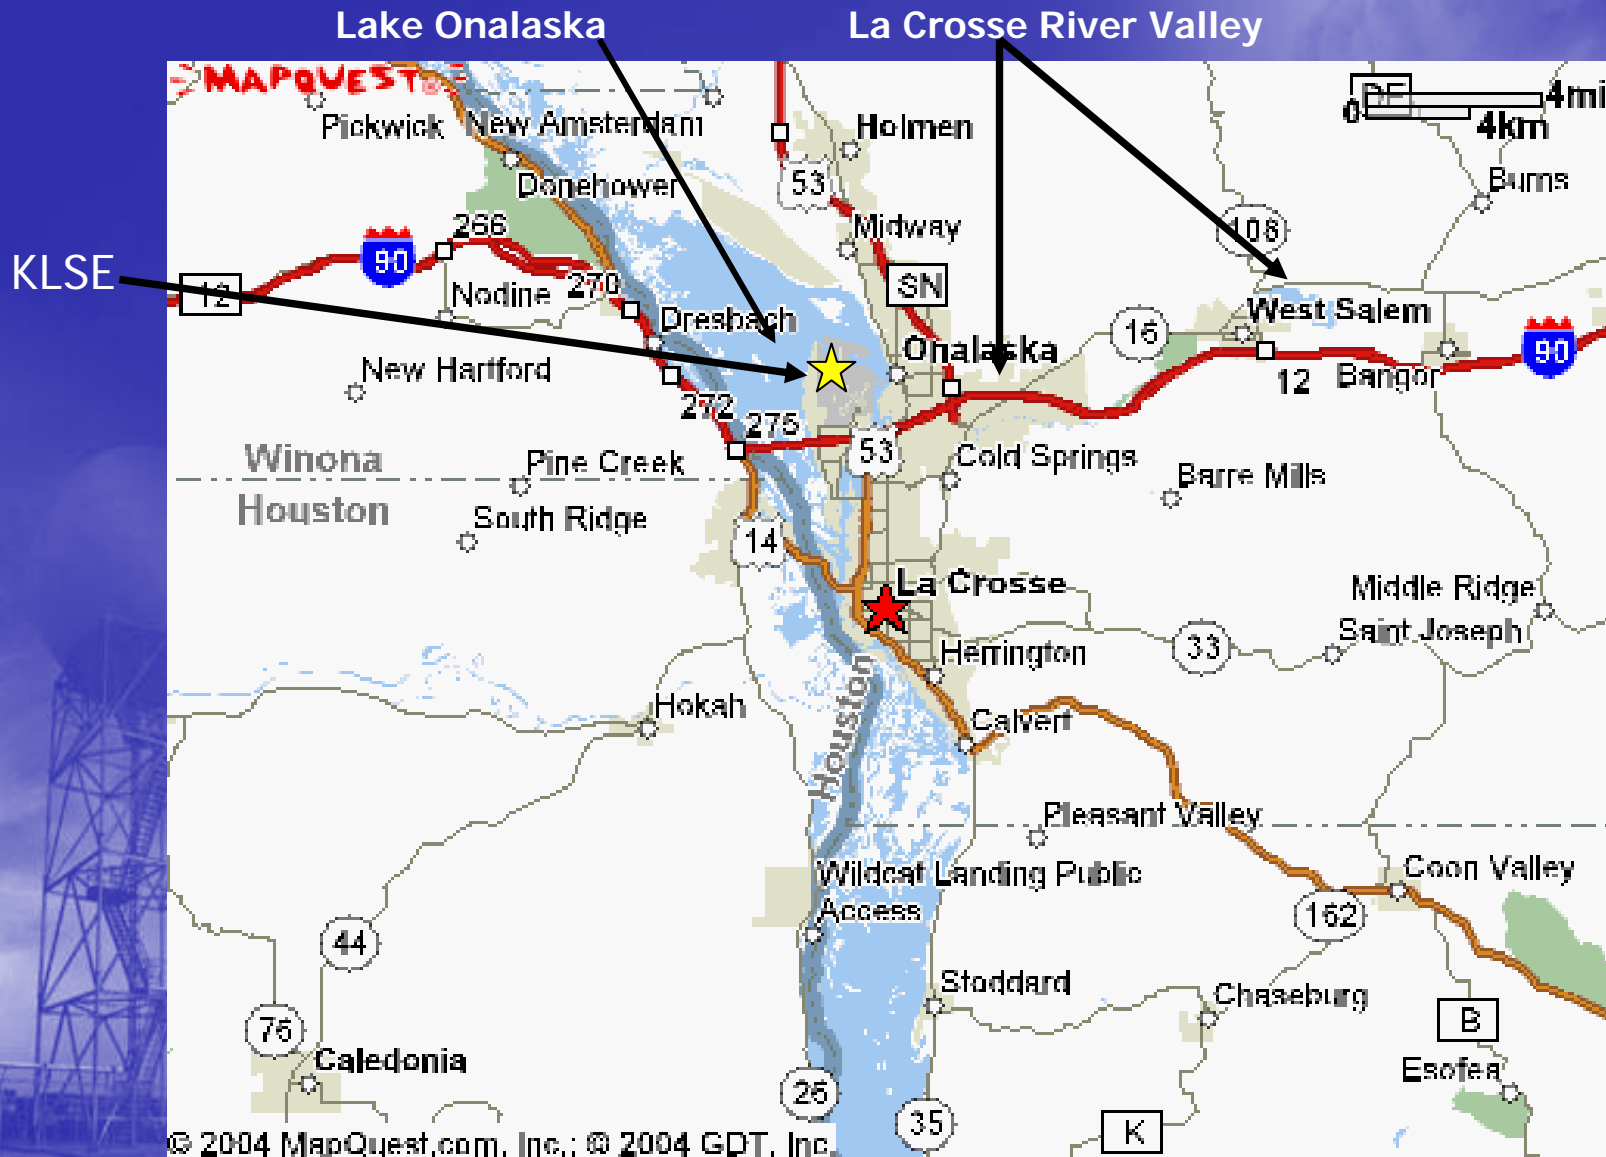 Lake Onalaska
La Crosse River Valley
MAPQUEST
0
4mi
4km
Pickwick
New Amsterdam
Holmen
Donehower
53
Burns
266
Midway
108
KLSE
90
SN
12
Nodine
270
Dresbach
16
West Salem
90
New Hartford
Onalaska
12
Bangor
272
275
53
Winona
Pine Creek
Cold Springs
Barre Mills
Houston
South Ridge
14
La Crosse
Middle Ridge
Saint Joseph
33
Herrington
Hokah
Houston
Calvert
Pleasant Valley
Wildcat Landing Public
Access
Coon Valley
162
44
Stoddard
Chaseburg
76
B
Caledonia
Esofea
26
35
K
© 2004 MapQuest.com, Inc.; © 2004 GDT, Inc.